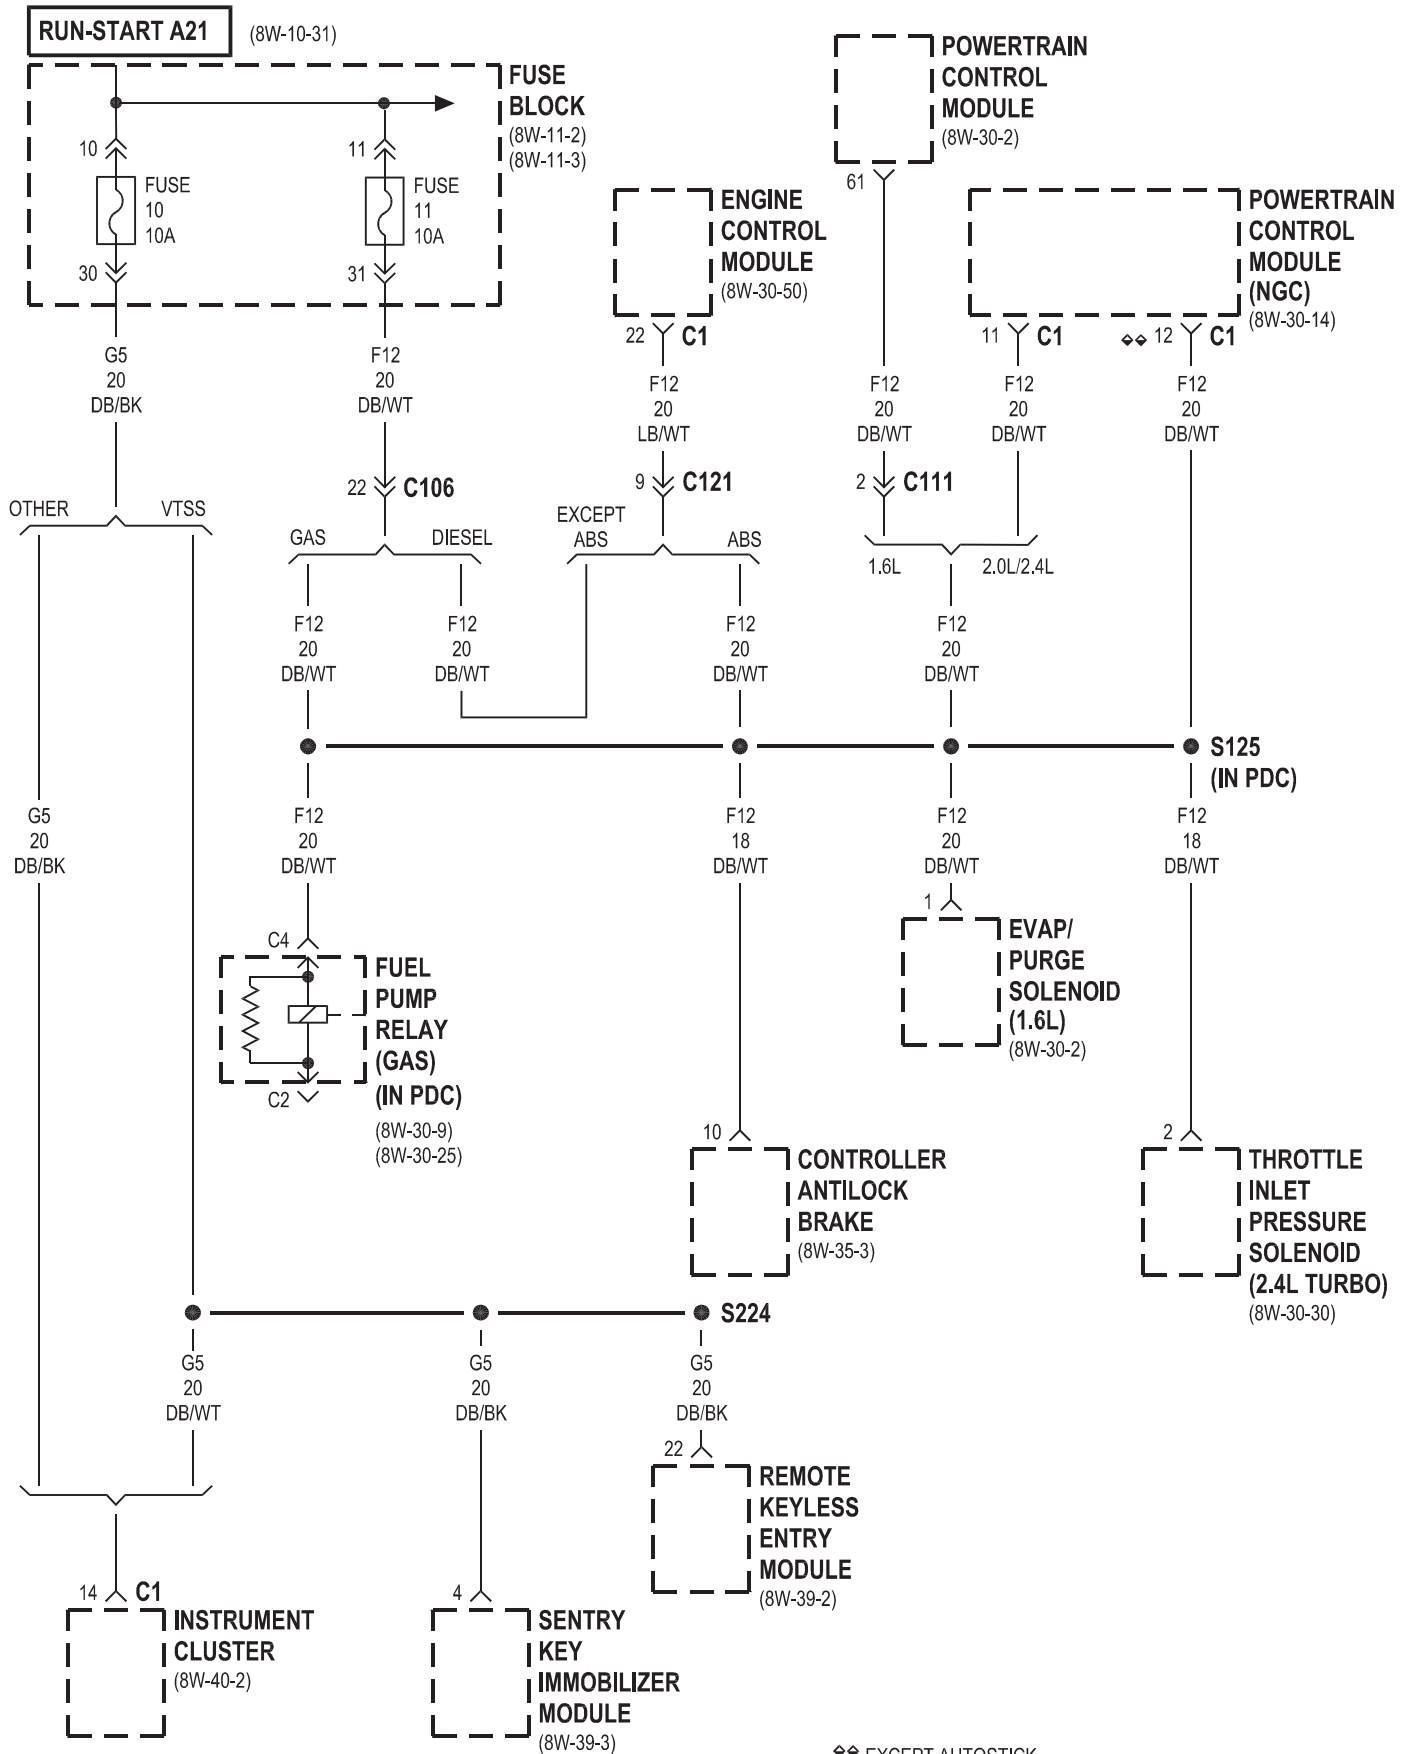 RUN-START A21
(8W-10-31)
FUSE
BLOCK
(8W-11-2)
(8W-11-3)
10
FUSE
10
10A
30
11
FUSE
11
10A
31
POWERTRAIN
CONTROL
MODULE
(8W-30-2)
61
ENGINE
CONTROL
MODULE
(8W-30-50)
22 C1
POWERTRAIN
CONTROL
MODULE
(NGC)
(8W-30-14)
11 C1
12 C1
G5
20
DB/BK
F12
20
DB/WT
F12
20
LB/WT
F12
20
DB/WT
F12
20
DB/WT
F12
20
DB/WT
22 C106
9 C121
2 C111
OTHER VTSS
GAS DIESEL
EXCEPT
ABS ABS
1.6L 2.0L/2.4L
F12
20
DB/WT
F12
20
DB/WT
F12
20
DB/WT
F12
20
DB/WT
S125
(IN PDC)
G5
20
DB/BK
F12
20
DB/WT
F12
18
DB/WT
F12
20
DB/WT
F12
18
DB/WT
1
EVAP/
PURGE
SOLENOID
(1.6L)
(8W-30-2)
C4
FUEL
PUMP
RELAY
(GAS)
(IN PDC)
(8W-30-9)
(8W-30-25)
C2
10
CONTROLLER
ANTILOCK
BRAKE
(8W-35-3)
2
THROTTLE
INLET
PRESSURE
SOLENOID
(2.4L TURBO)
(8W-30-30)
S224
G5
20
DB/WT
G5
20
DB/BK
G5
20
DB/BK
22
REMOTE
KEYLESS
ENTRY
MODULE
(8W-39-2)
14 C1
INSTRUMENT
CLUSTER
(8W-40-2)
4
SENTRY
KEY
IMMOBILIZER
MODULE
(8W-39-3)
EXCEPT AUTOSTICK